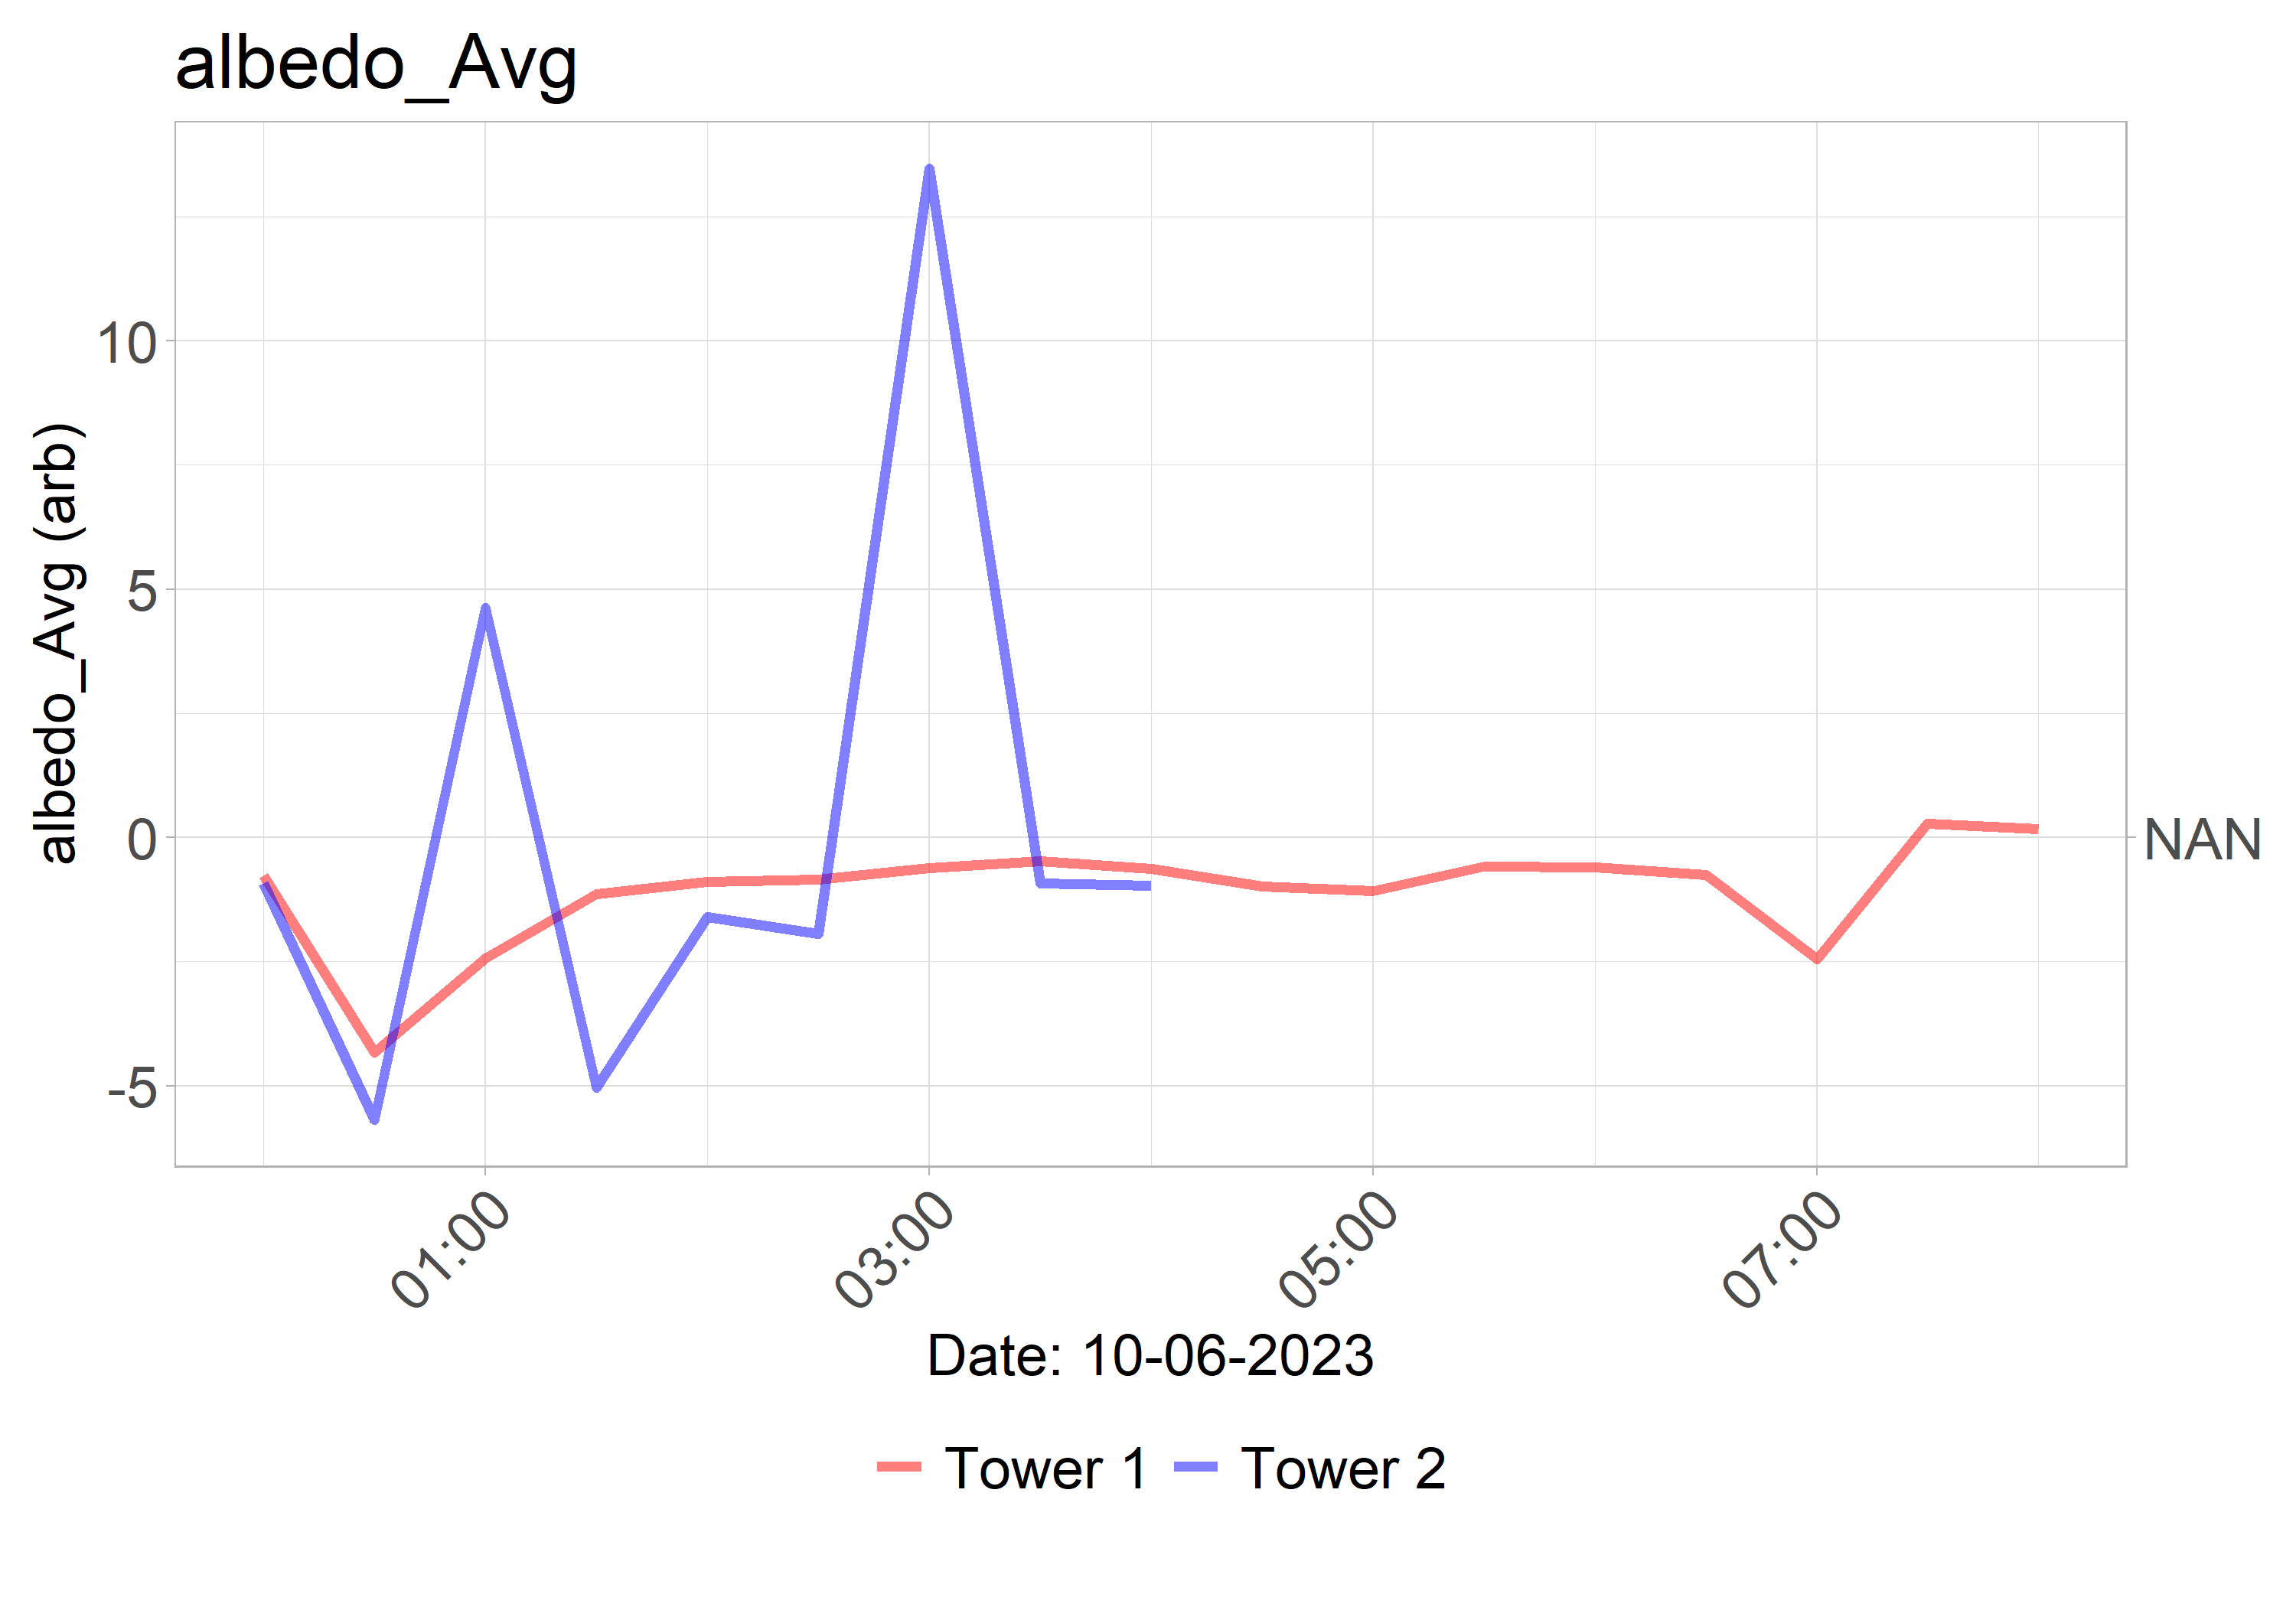 albedo_Avg
albedo_Avg (arb)
10
5
0
-5
NAN
01:00
03:00
05:00
07:00
Date: 10-06-2023
Tower 1
Tower 2